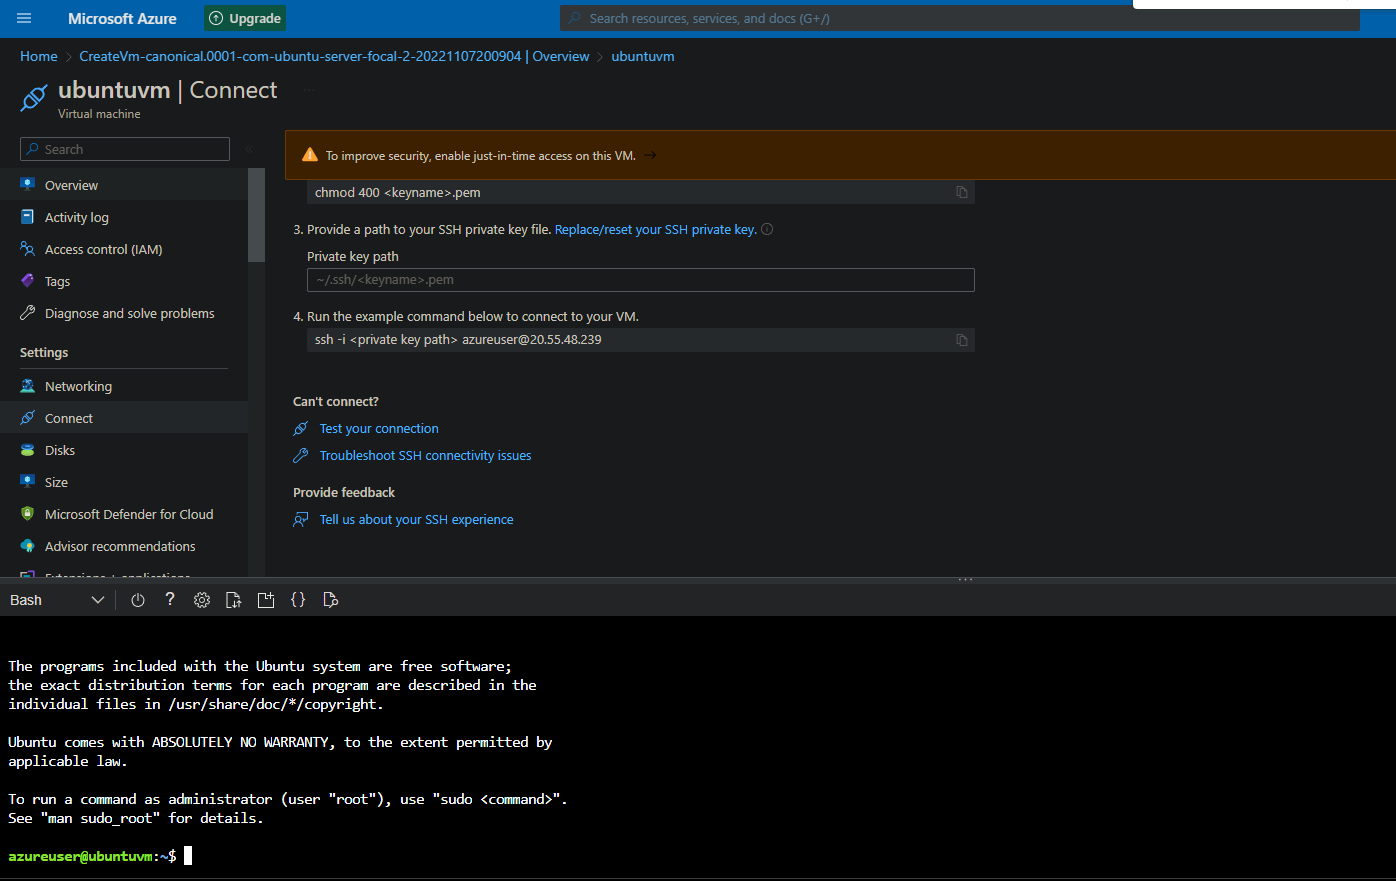 Microsoft Azure
Upgrade
Search resources, services, and docs (G+/)
Home > CreateVm-canonical.0001-com-ubuntu-server-focal-2-20221107200904 | Overview > ubuntuvm
ubuntuvm | Connect ...
Virtual machine
Search
«
Overview
Activity log
Access control (IAM)
Tags
Diagnose and solve problems
Settings
Networking
Connect
Disks
Size
Microsoft Defender for Cloud
Advisor recommendations
Extensions + applications
To improve security, enable just-in-time access on this VM. →
chmod 400 <keyname>.pem
3. Provide a path to your SSH private key file. Replace/reset your SSH private key.
Private key path
~/.ssh/<keyname>.pem
4. Run the example command below to connect to your VM.
ssh -i <private key path> azureuser@20.55.48.239
Can't connect?
Test your connection
Troubleshoot SSH connectivity issues
Provide feedback
Tell us about your SSH experience
Bash
?
{}
The programs included with the Ubuntu system are free software;
the exact distribution terms for each program are described in the
individual files in /usr/share/doc/*/copyright.
Ubuntu comes with ABSOLUTELY NO WARRANTY, to the extent permitted by
applicable law.
To run a command as administrator (user "root"), use "sudo <command>".
See "man sudo_root" for details.
azureuser@ubuntuvm:~$